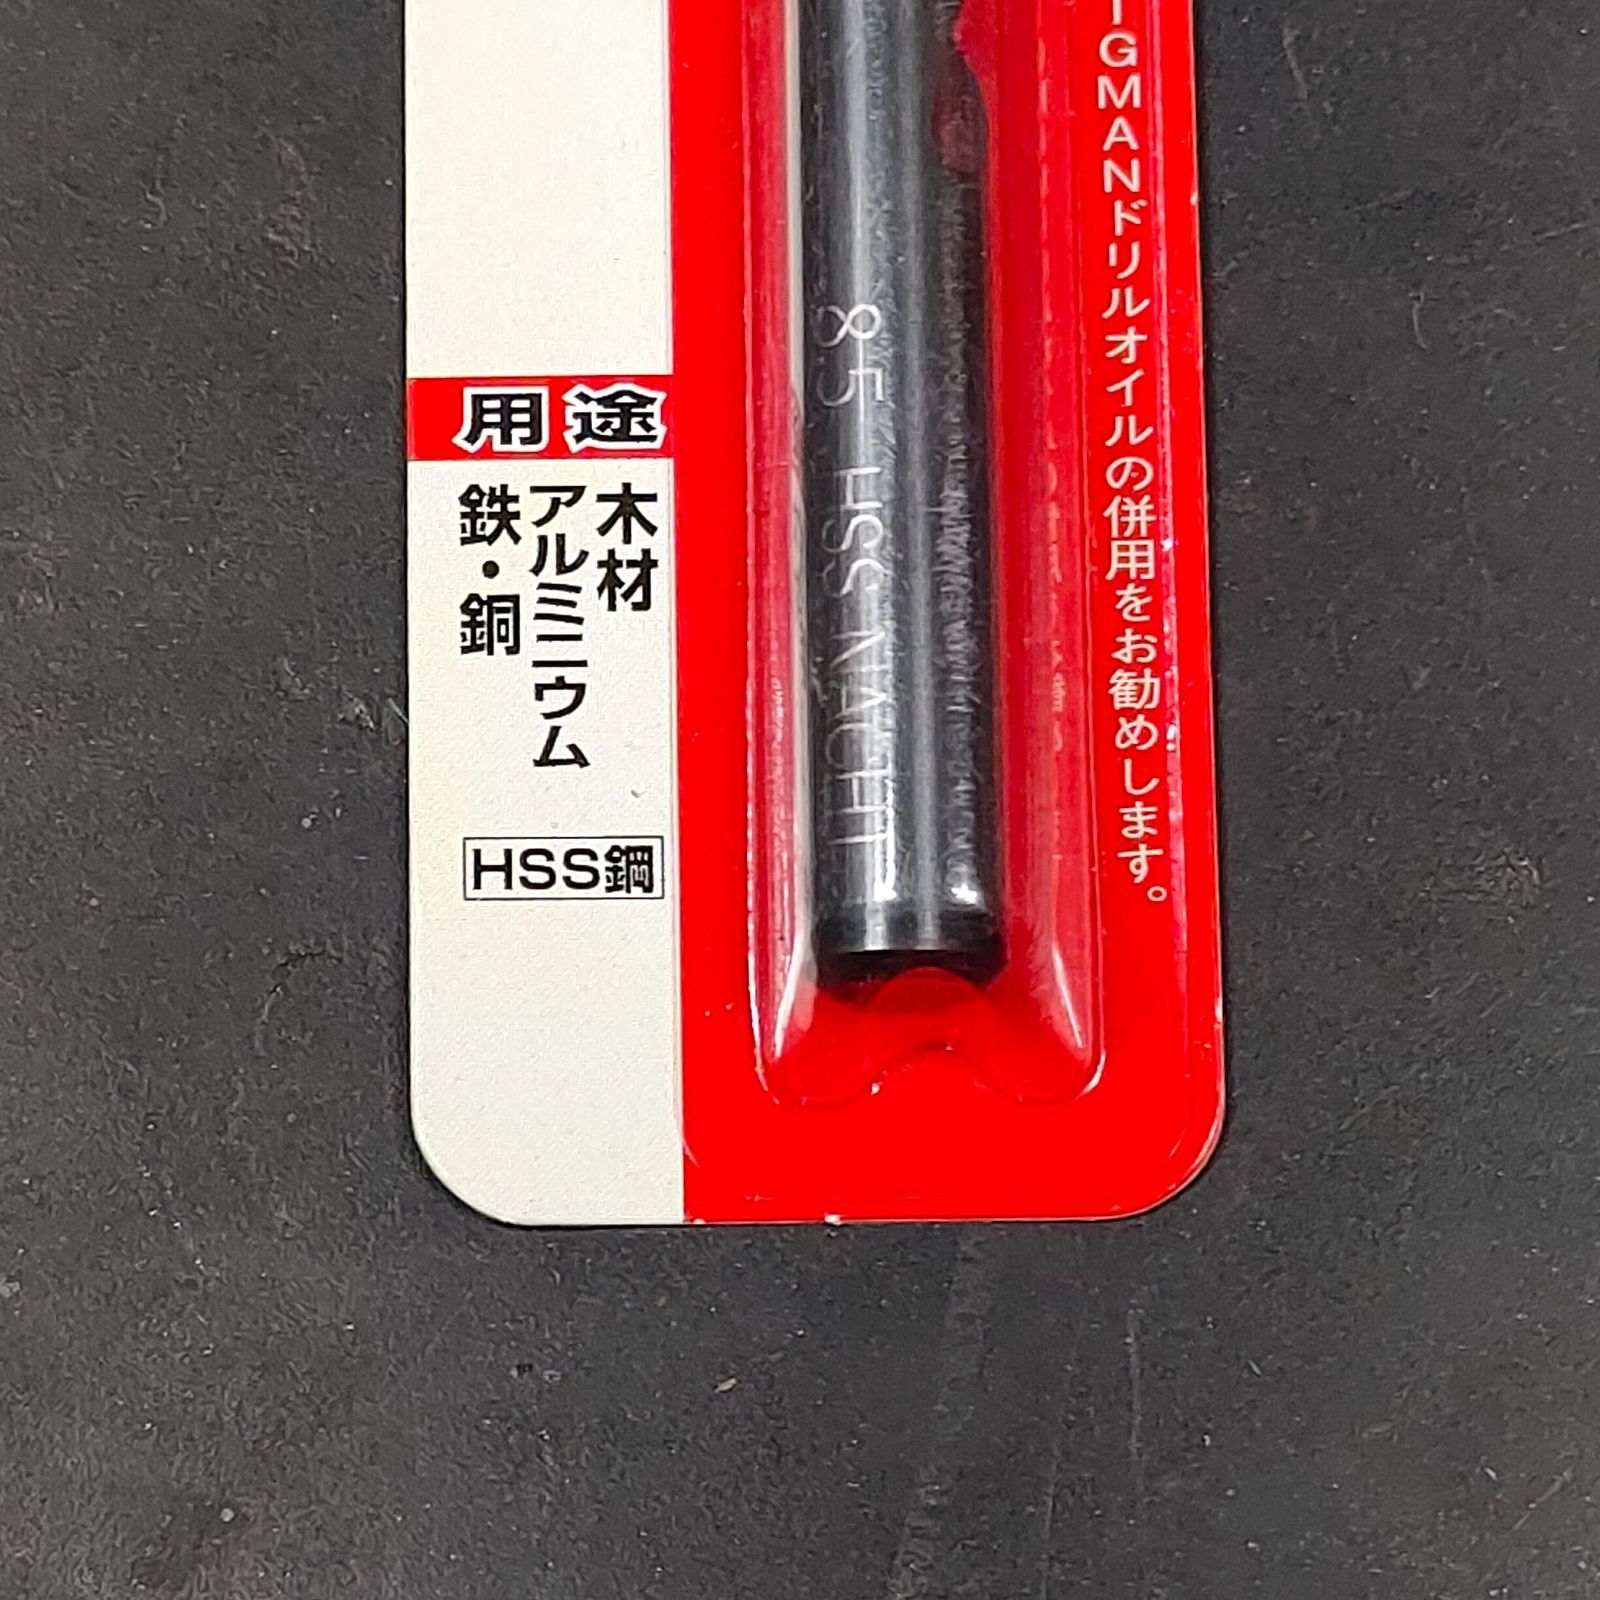 用途
木材
アルミニウム
鉄・銅
HSS鋼
8.5 HSS NACHI
IGMANドリルオイルの併用をお勧めします。